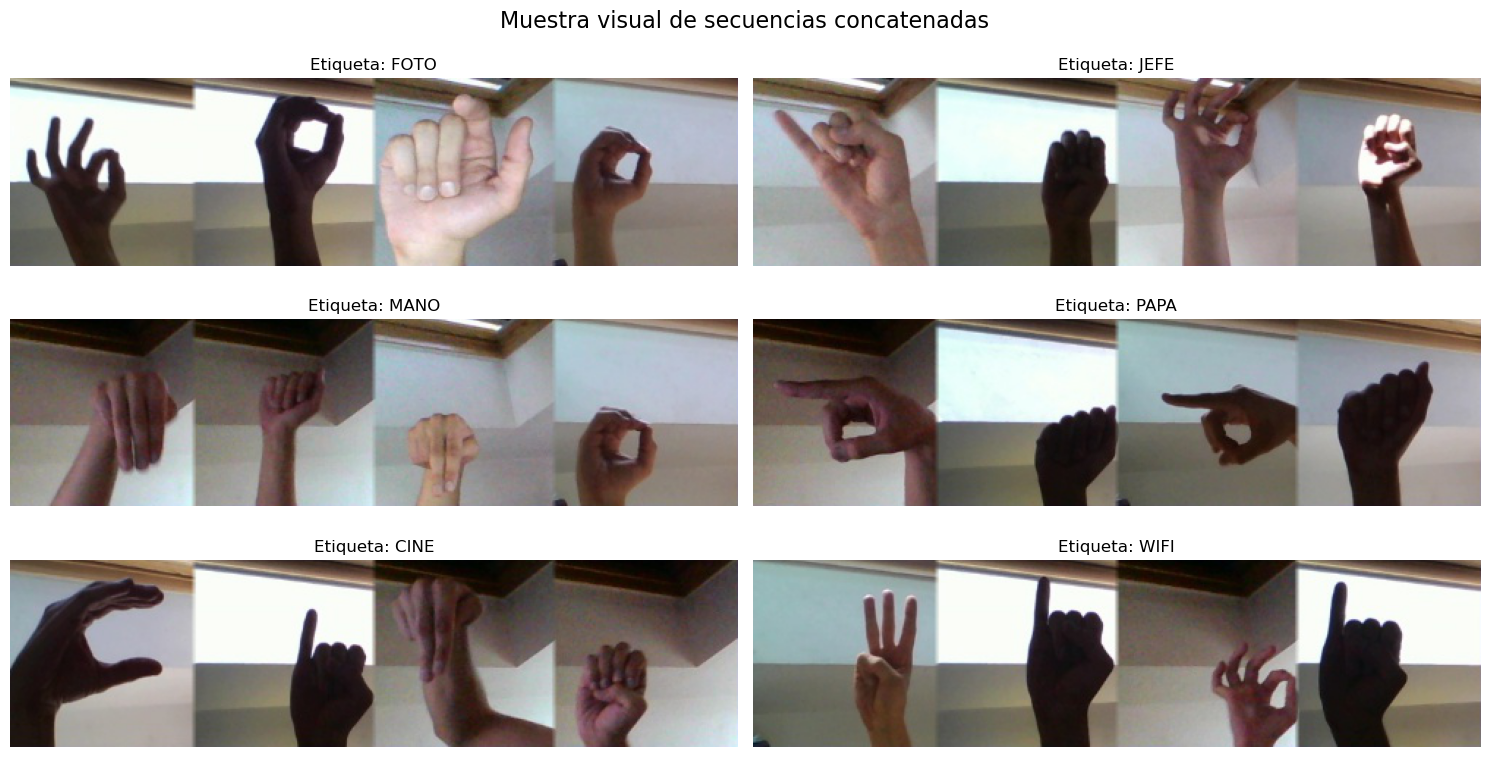 Muestra visual de secuencias concatenadas
Etiqueta: FOTO
Etiqueta: JEFE
Etiqueta: MANO
Etiqueta: PAPA
Etiqueta: CINE
Etiqueta: WIFI